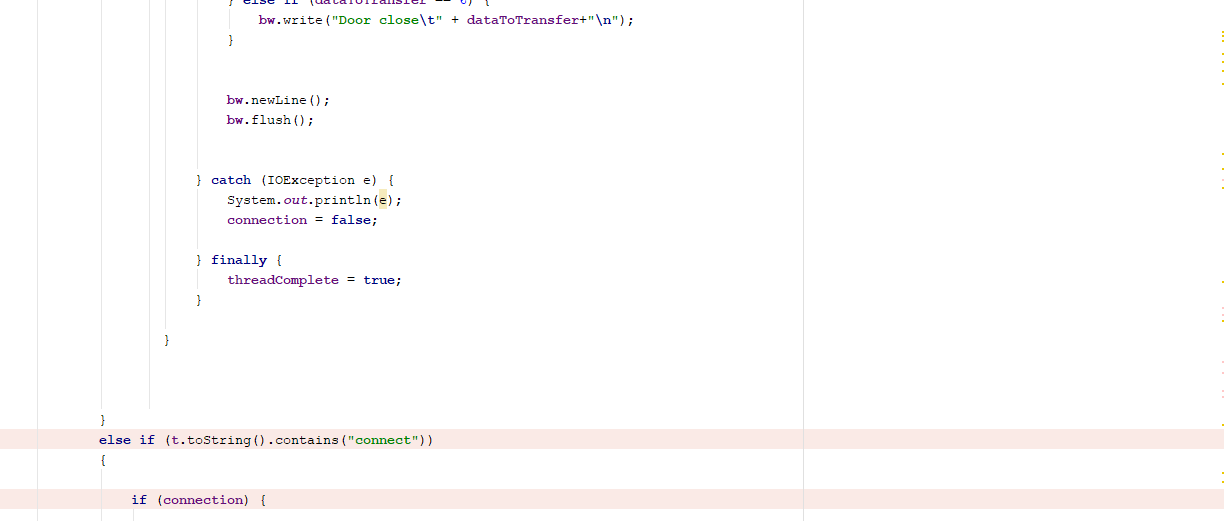 } else if (dataToTransfer == 6) {
bw.write("Door close\t" + dataToTransfer+"\n");
}
bw.newLine();
bw.flush();
} catch (IOException e) {
System.out.println(e);
connection = false;
} finally {
threadComplete = true;
}
}
}
else if (t.toString().contains("connect"))
{
if (connection) {